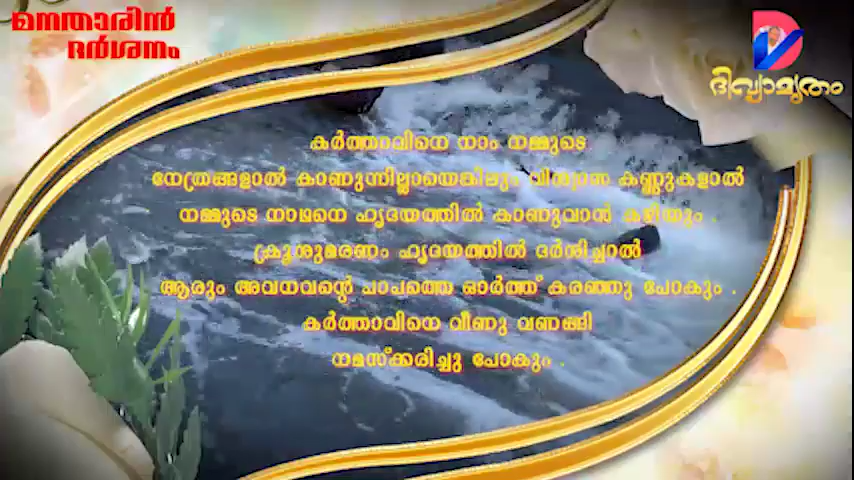 മനതാരിൻ
ദർശനം
ദിവ്യാമൃതം
കർത്താവിനെ നാം നമ്മുടെ
നേത്രങ്ങളാൽ കാണുന്നില്ലായെങ്കിലും വിശ്വാസ കണ്ണുകളാൽ
നമ്മുടെ നാഥനെ ഹൃദയത്തിൽ കാണുവാൻ കഴിയും .
ക്രൂശുമരണം ഹൃദയത്തിൽ ദർശിച്ചാൽ
ആരും അവനവന്റെ പാപത്തെ ഓർത്ത് കരഞ്ഞു പോകും .
കർത്താവിനെ വീണു വണങ്ങി
നമസ്ക്കരിച്ചു പോകും .